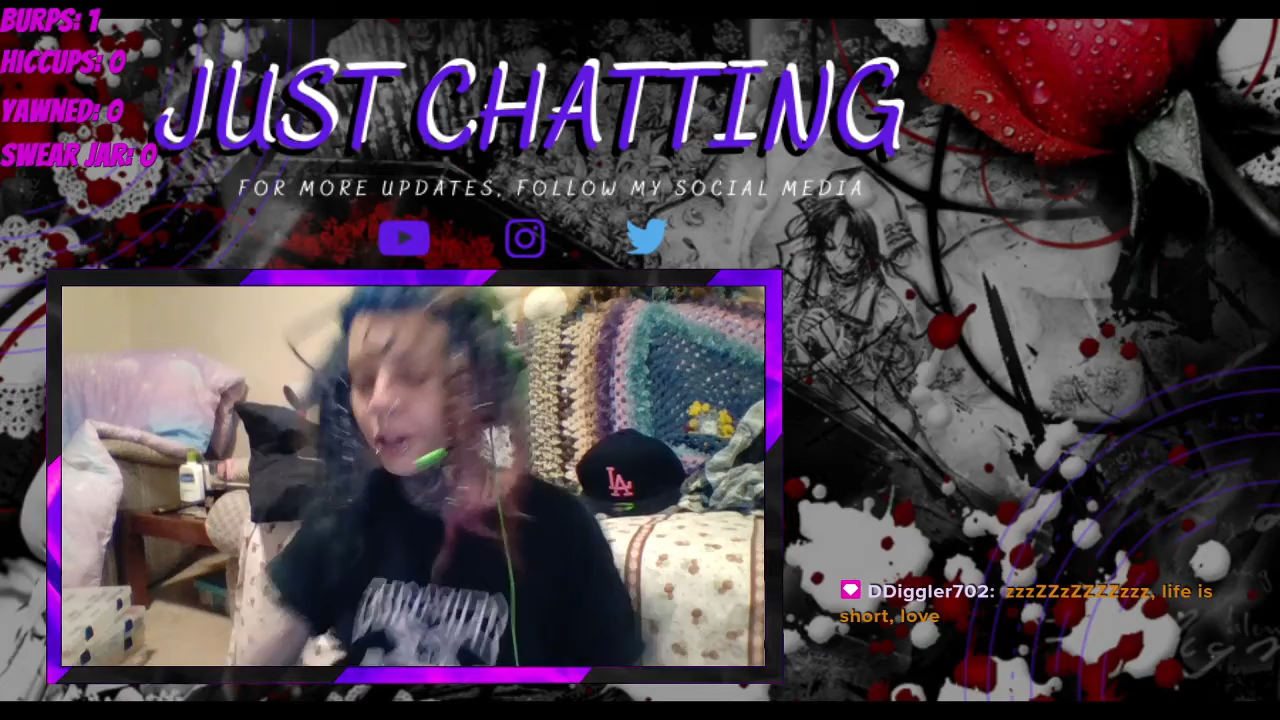 BURPS: 1
HICCUPS: 0
YAWNED: 0
SWEAR JAR: 0
JUST CHATTING
FOR MORE UPDATES, FOLLOW MY SOCIAL MEDIA
LA
DDiggler702: zzzZZzZZZZzzz, life is
short, love